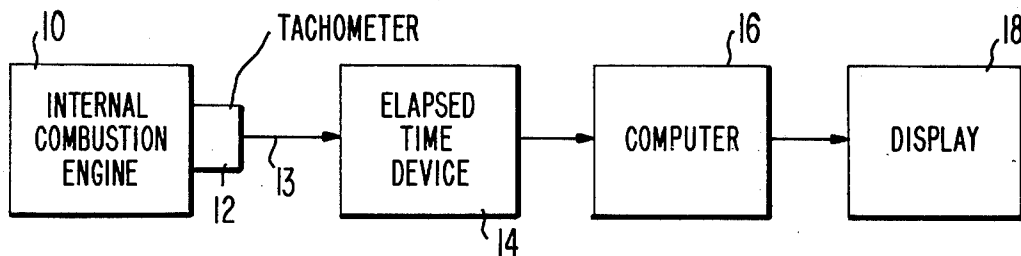 10
TACHOMETER
16
18
INTERNAL
COMBUSTION
ENGINE
12
13
ELAPSED
TIME
DEVICE
14
COMPUTER
DISPLAY